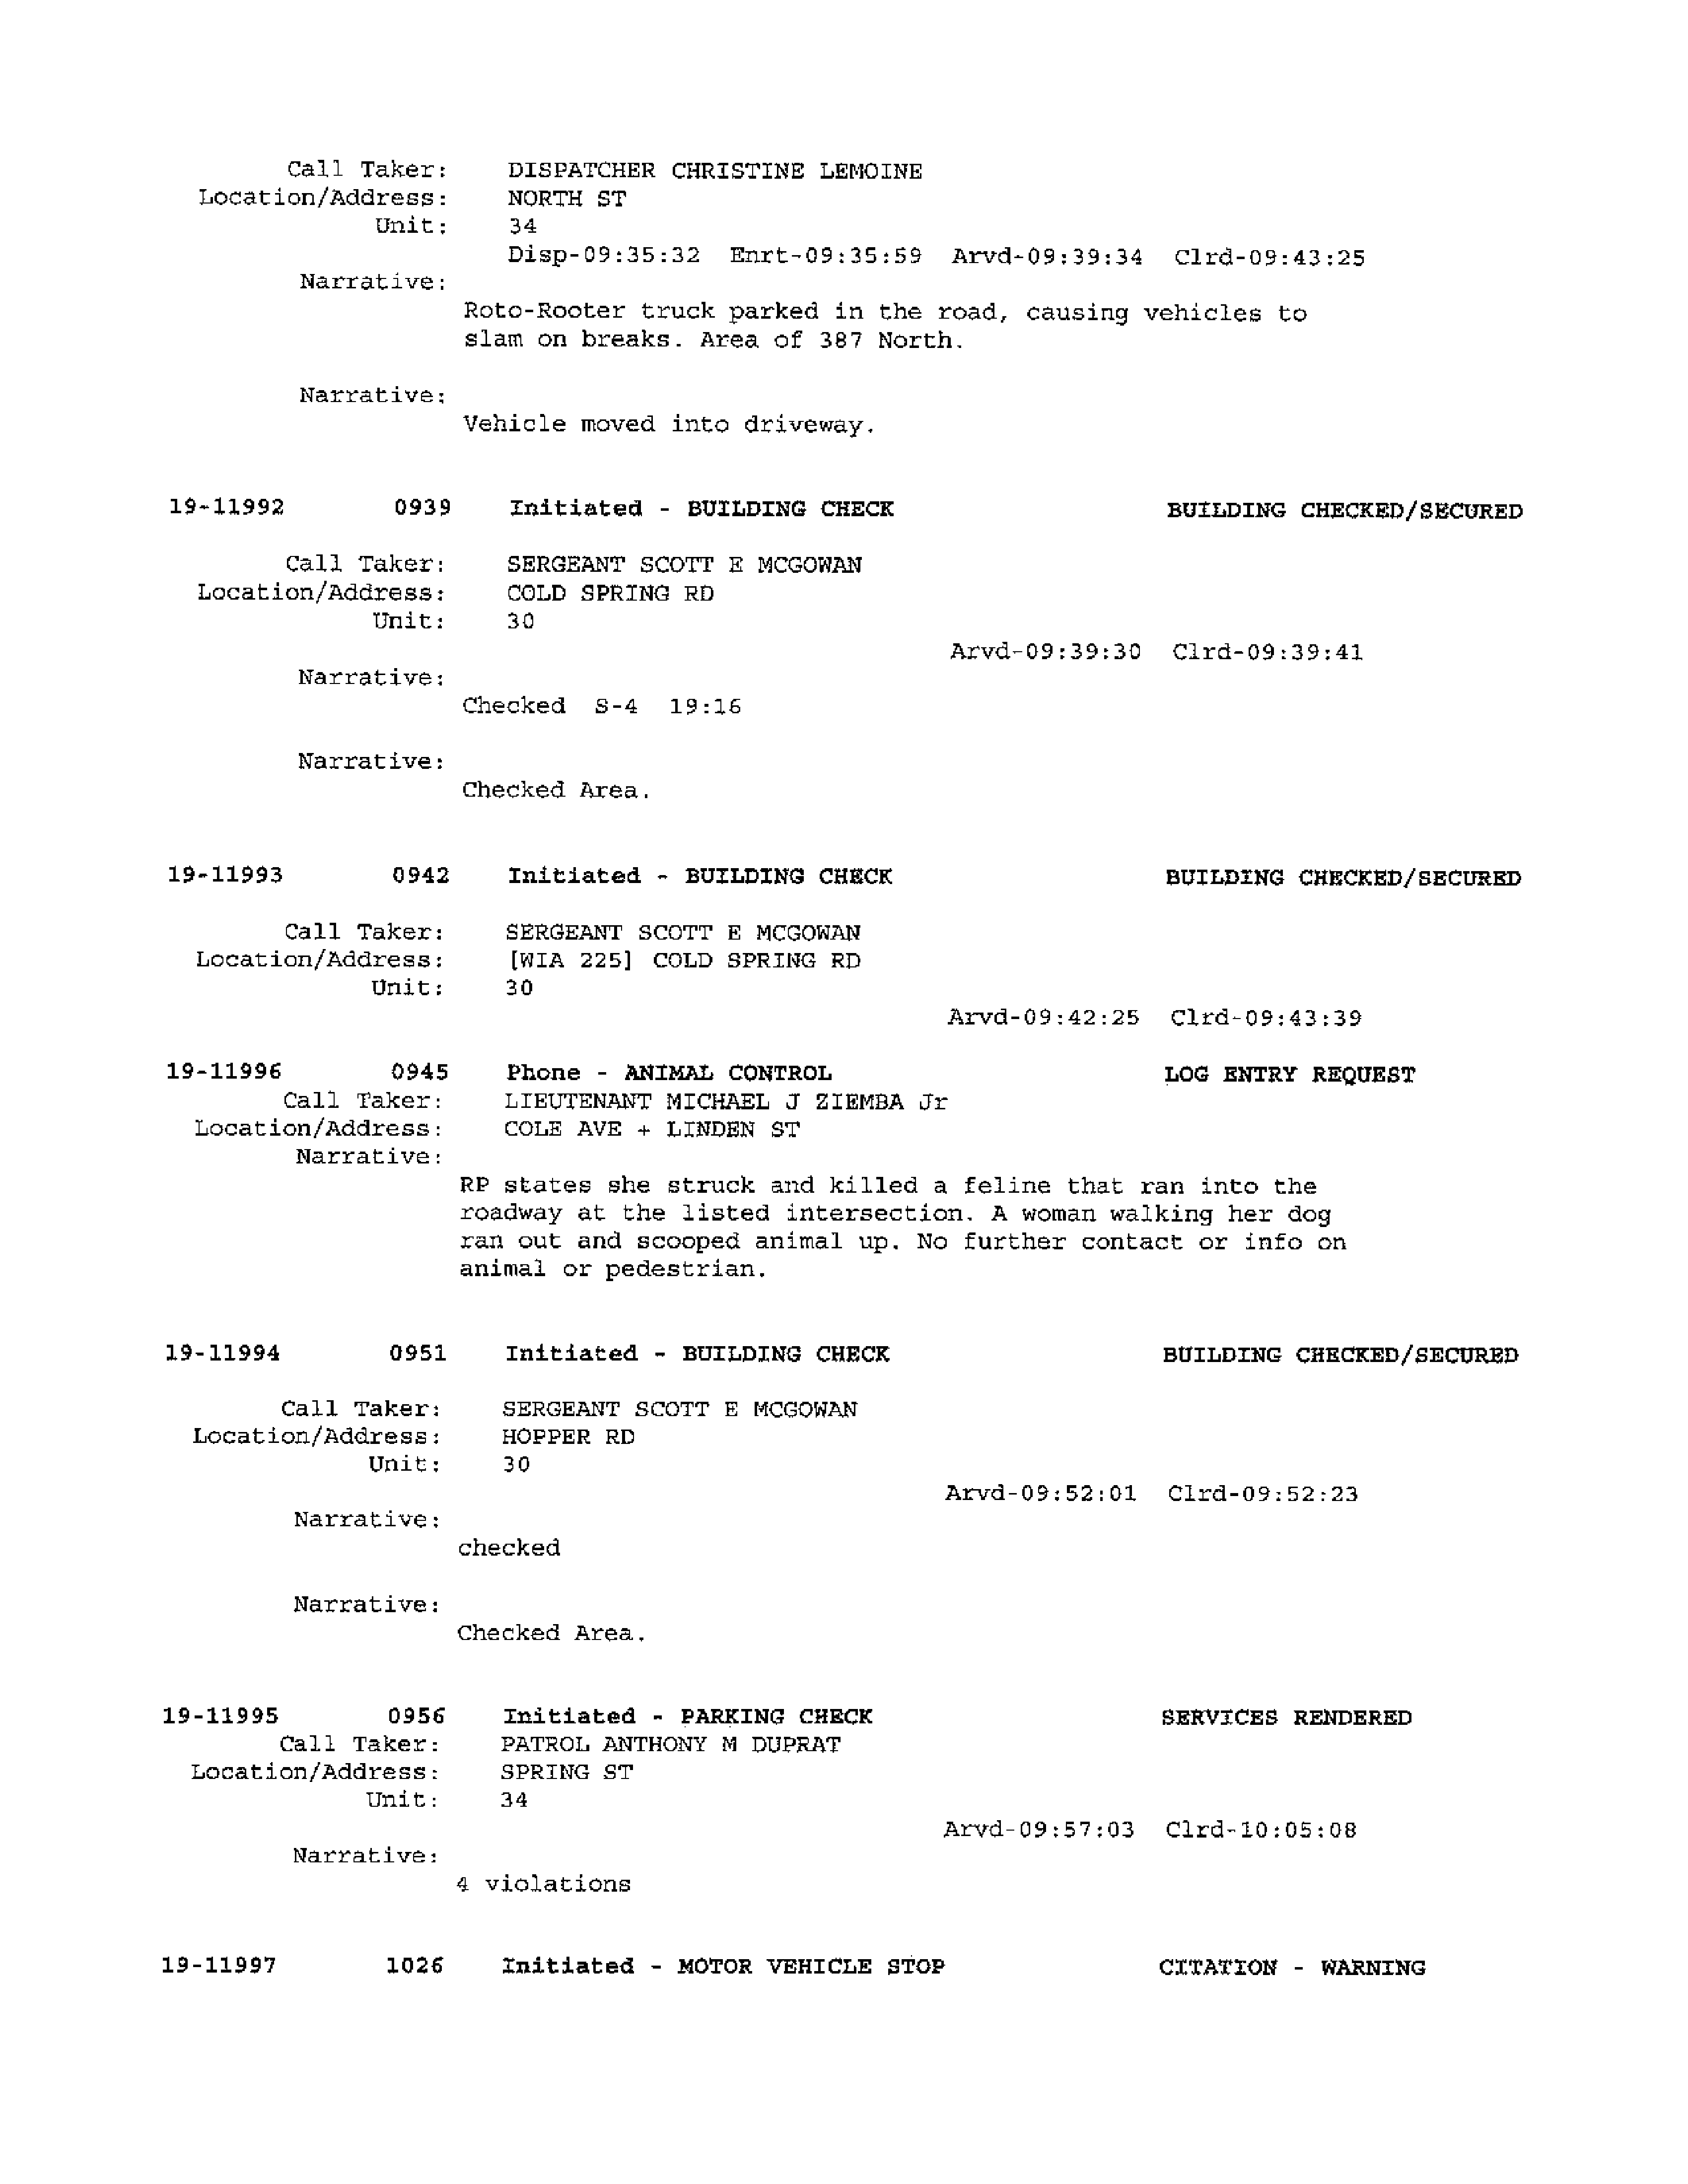 Call Taker: DISPATCHER CHRISTINE LEMOINE
Location/Address: NORTH ST
Unit: 34
Disp-09:35:32 Enrt-09:35:59 Arvd-09:39:34 Clrd-09:43:25
Narrative:
Roto-Rooter truck parked in the road, causing vehicles to
slam on breaks. Area of 387 North.
Narrative:
Vehicle moved into driveway.
19-11992 0939 Initiated - BUILDING CHECK BUILDING CHECKED/SECURED
Call Taker: SERGEANT SCOTT E MCGOWAN
Location/Address: COLD SPRING RD
Unit: 30
Arvd-09:39:30 Clrd-09:39:41
Narrative:
Checked S-4 19:16
Narrative:
Checked Area.
19-11993 0942 Initiated - BUILDING CHECK BUILDING CHECKED/SECURED
Call Taker: SERGEANT SCOTT E MCGOWAN
Location/Address: [WIA 225] COLD SPRING RD
Unit: 30
Arvd-09:42:25 Clrd-09:43:39
19-11996 0945 Phone - ANIMAL CONTROL LOG ENTRY REQUEST
Call Taker: LIEUTENANT MICHAEL J ZIEMBA Jr
Location/Address: COLE AVE + LINDEN ST
Narrative:
RP states she struck and killed a feline that ran into the
roadway at the listed intersection. A woman walking her dog
ran out and scooped animal up. No further contact or info on
animal or pedestrian.
19-11994 0951 Initiated - BUILDING CHECK BUILDING CHECKED/SECURED
Call Taker: SERGEANT SCOTT E MCGOWAN
Location/Address: HOPPER RD
Unit: 30
Arvd-09:52:01 Clrd-09:52:23
Narrative:
checked
Narrative:
Checked Area.
19-11995 0956 Initiated - PARKING CHECK SERVICES RENDERED
Call Taker: PATROL ANTHONY M DUPRAT
Location/Address: SPRING ST
Unit: 34
Arvd-09:57:03 Clrd-10:05:08
Narrative:
4 violations
19-11997 1026 Initiated - MOTOR VEHICLE STOP CITATION - WARNING